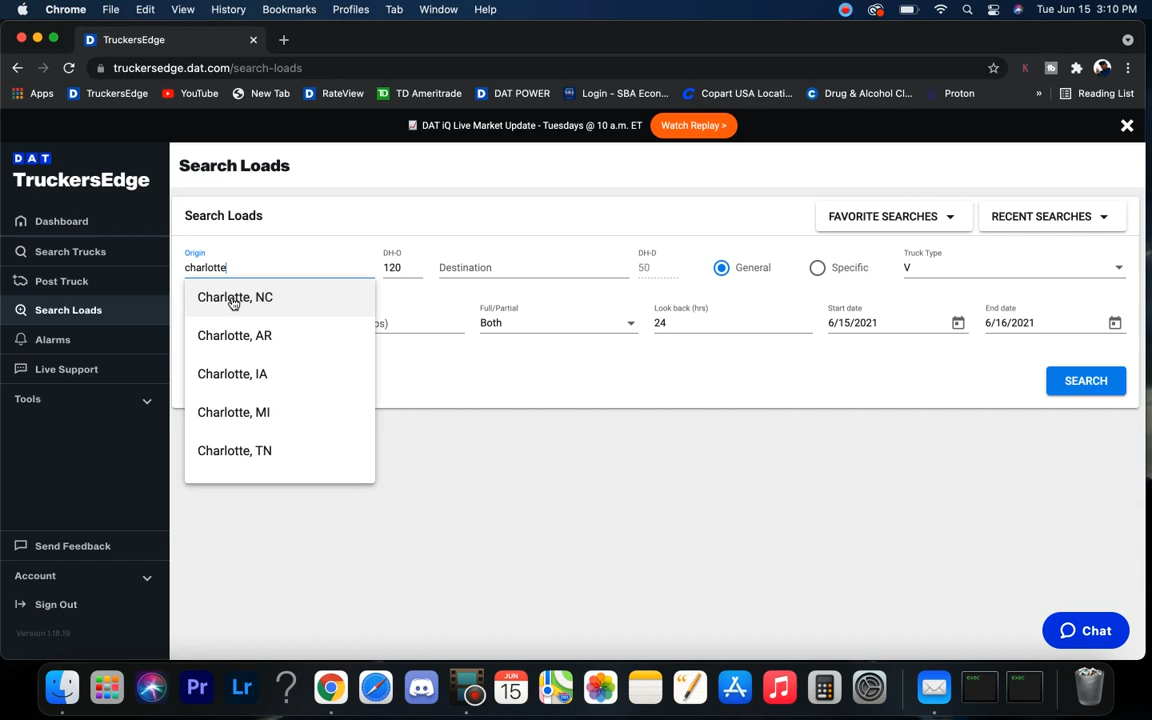 Chrome File Edit View History Bookmarks Profiles Tab Window Help Tue Jun 15 3:10 PM
D TruckersEdge
truckersedge.dat.com/search-loads
Apps TruckersEdge YouTube New Tab RateView TD Ameritrade DAT POWER Login - SBA Econ... Copart USA Locati... Drug & Alcohol Cl... Proton » Reading List
DAT iQ Live Market Update - Tuesdays @ 10 a.m. ET Watch Replay >
DAT
TruckersEdge
Dashboard
Search Trucks
Post Truck
Search Loads
Alarms
Live Support
Tools
Send Feedback
Account
Sign Out
Version 1.18.19
Search Loads
Search Loads FAVORITE SEARCHES RECENT SEARCHES
Origin DH-O DH-D Truck Type
charlotte 120 Destination 50 General Specific V
Full/Partial Look back (hrs) Start date End date
Both 24 6/15/2021 6/16/2021
SEARCH
Charlotte, NC
Charlotte, AR
Charlotte, IA
Charlotte, MI
Charlotte, TN
Chat
Pr Lr ? JUN 15 exec exec